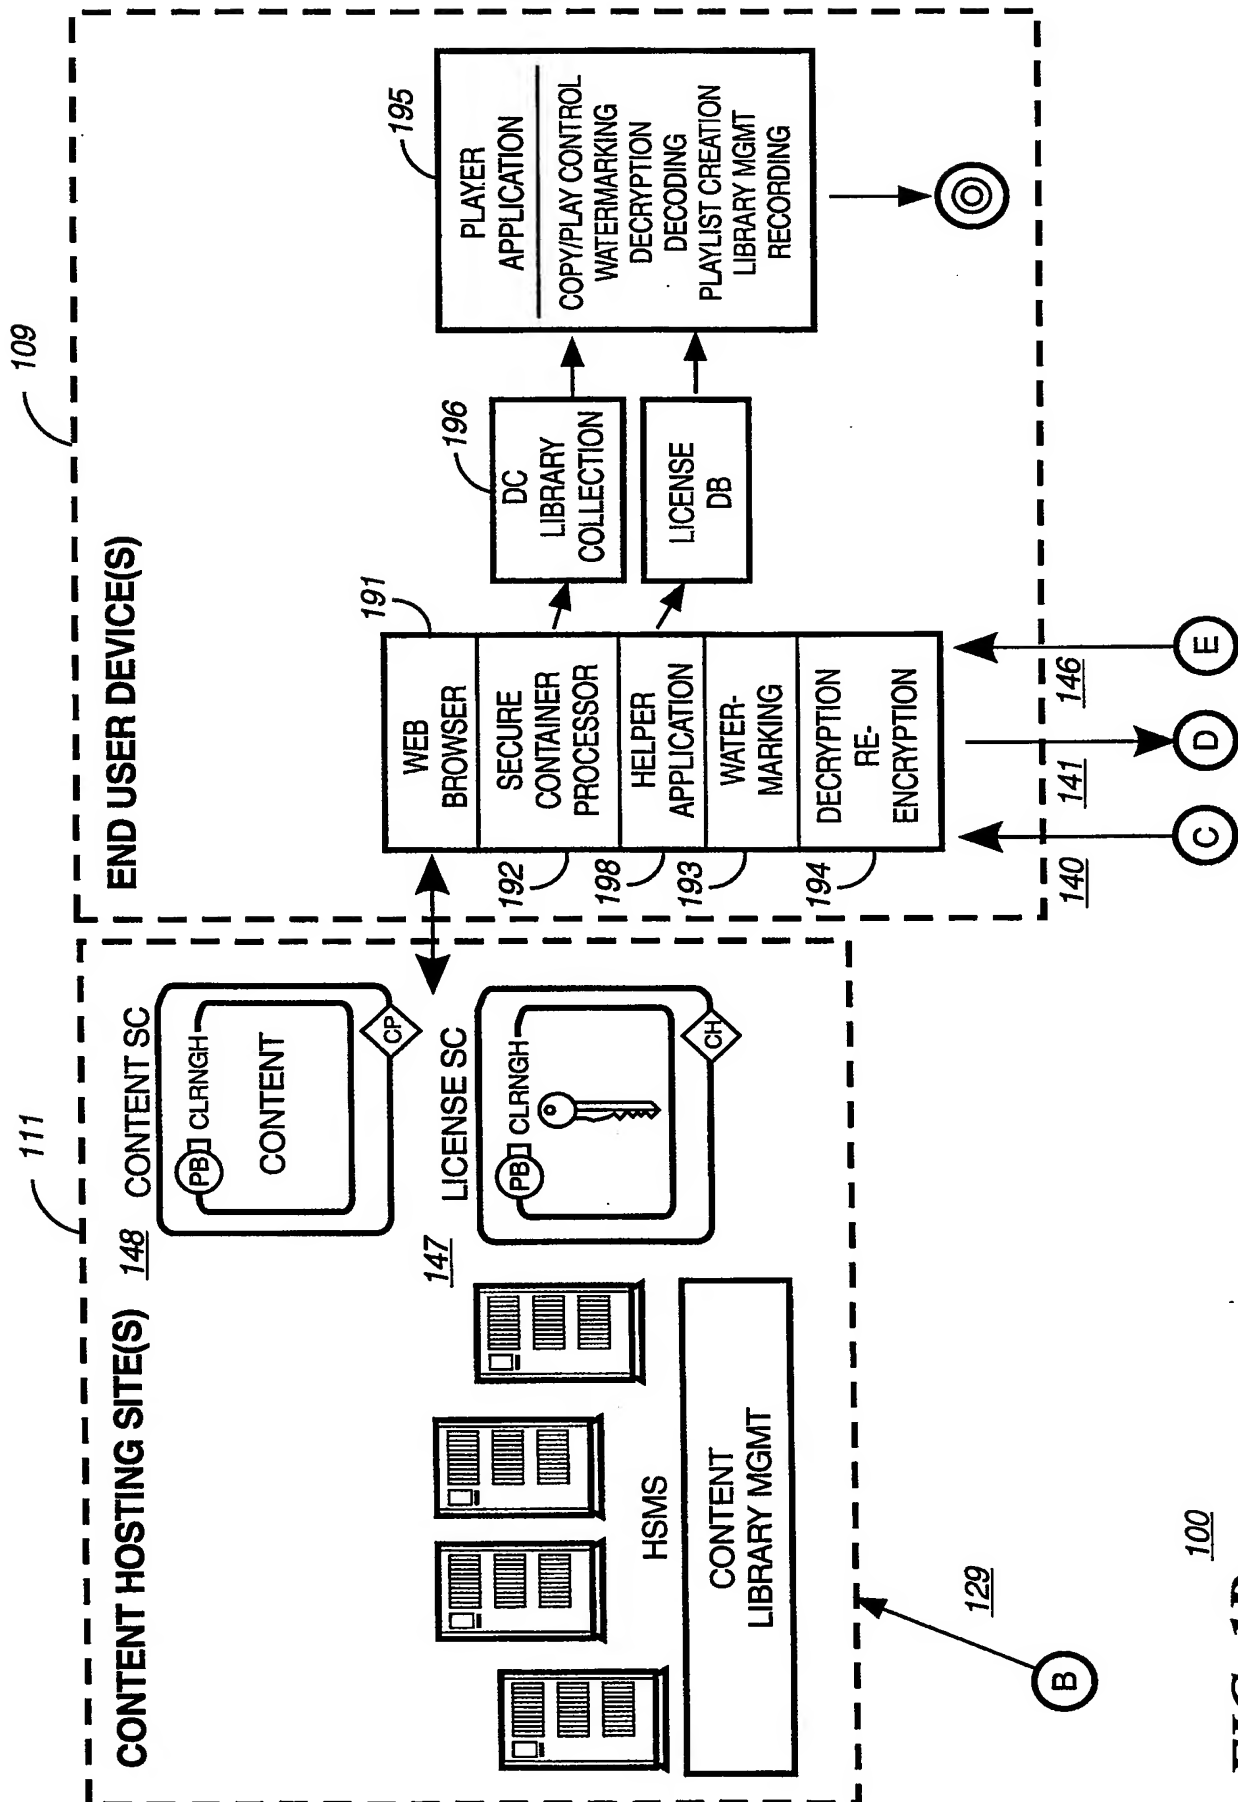 109
END USER DEVICE(S)
195
PLAYER
APPLICATION
COPY/PLAY CONTROL
WATERMARKING
DECRYPTION
DECODING
PLAYLIST CREATION
LIBRARY MGMT
RECORDING
196
DC
LIBRARY
COLLECTION
LICENSE
DB
191
WEB
BROWSER
SECURE
CONTAINER
PROCESSOR
HELPER
APPLICATION
WATER-
MARKING
DECRYPTION
RE-
ENCRYPTION
192
198
193
194
140
141
146
C
D
E
111
CONTENT HOSTING SITE(S)
148
CONTENT SC
PB
CLRNGH
CONTENT
CP
147
LICENSE SC
PB
CLRNGH
CH
HSMS
CONTENT
LIBRARY MGMT
129
B
100